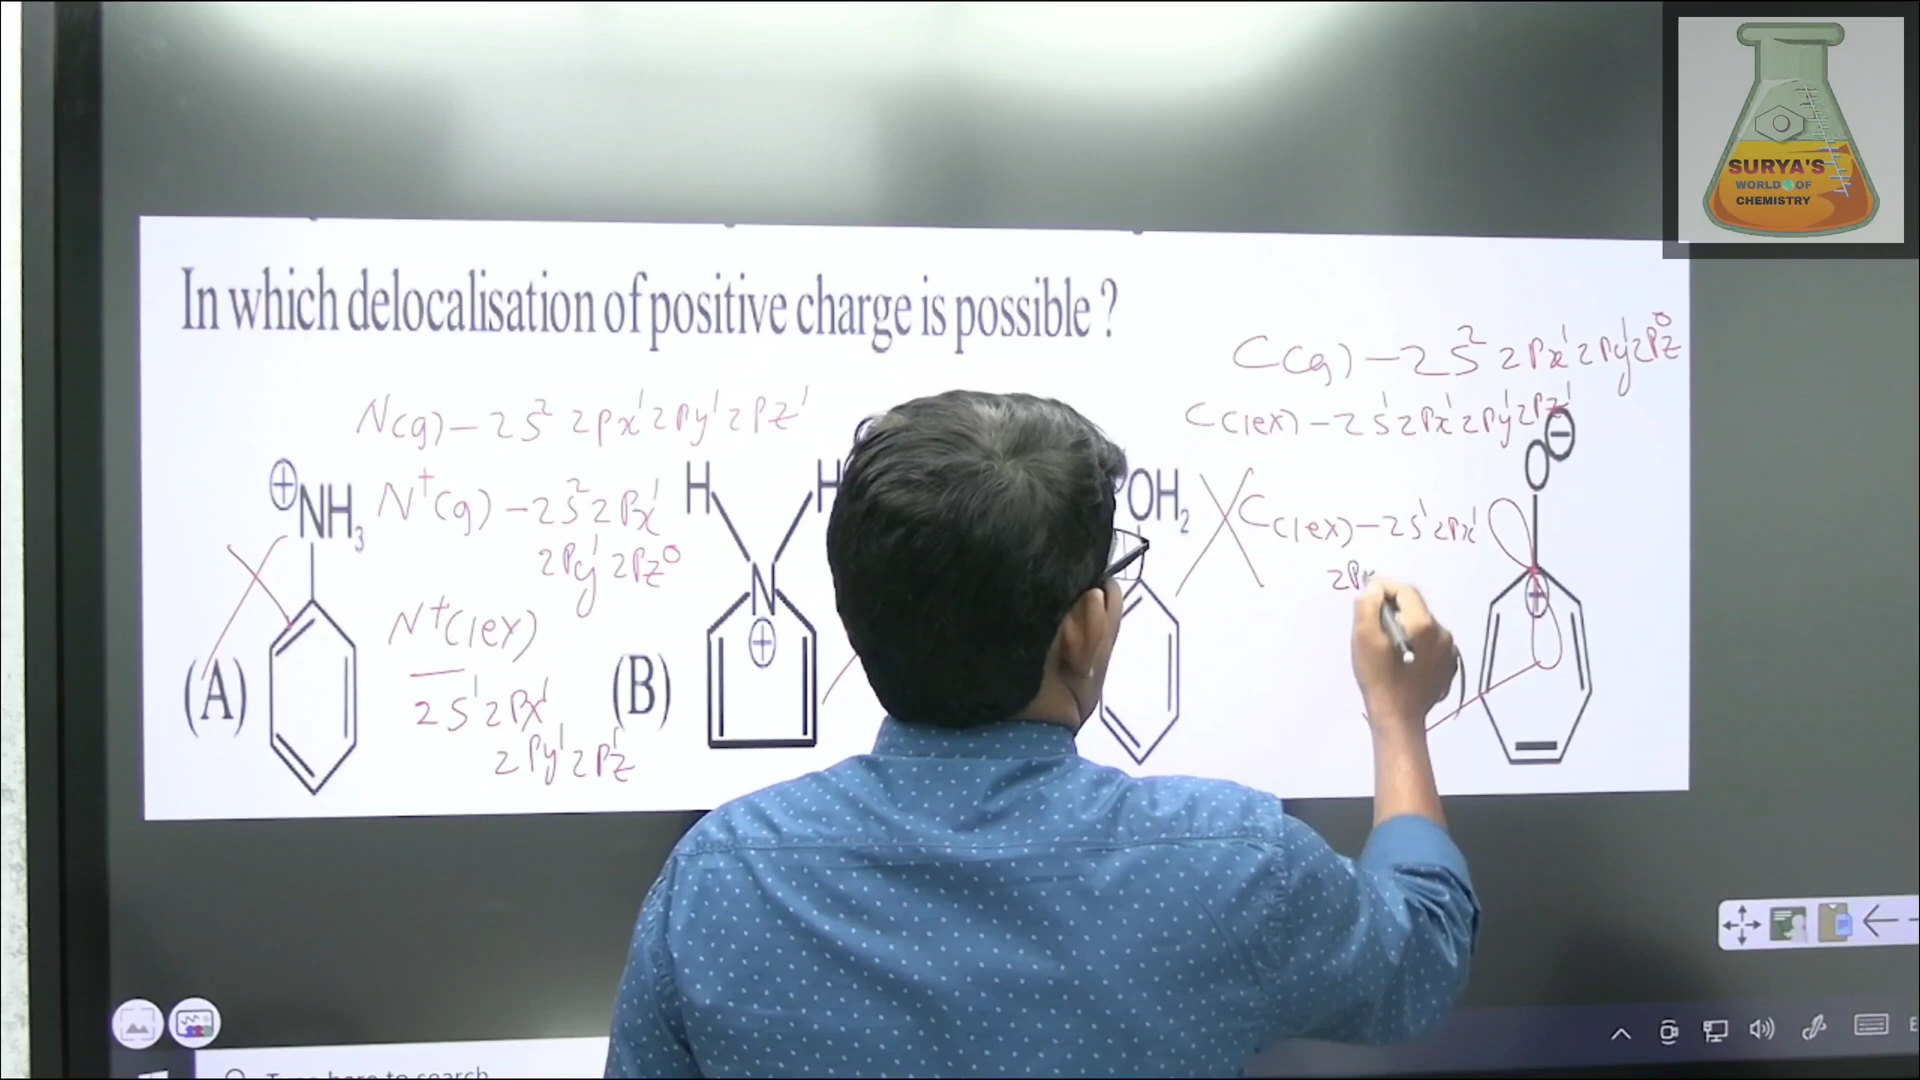 SURYA'S
WORLD OF
CHEMISTRY
In which delocalisation of positive charge is possible ?
C(g) – 2S² 2Px¹ 2Py¹ 2Pz⁰
N(g) – 2S² 2Px¹ 2Py¹ 2Pz¹
C(1ex) – 2S¹ 2Px¹ 2Py¹ 2Pz¹
O⊖
⊕NH₃
N⁺(g) – 2S² 2Px¹
2Py¹ 2Pz⁰
H H
OH₂
C(1ex) – 2S¹ 2Px¹
2P
N
⊕
⊕
N⁺(1ex)
(A)
2S¹ 2Px¹
2Py¹ 2Pz¹
(B)
)